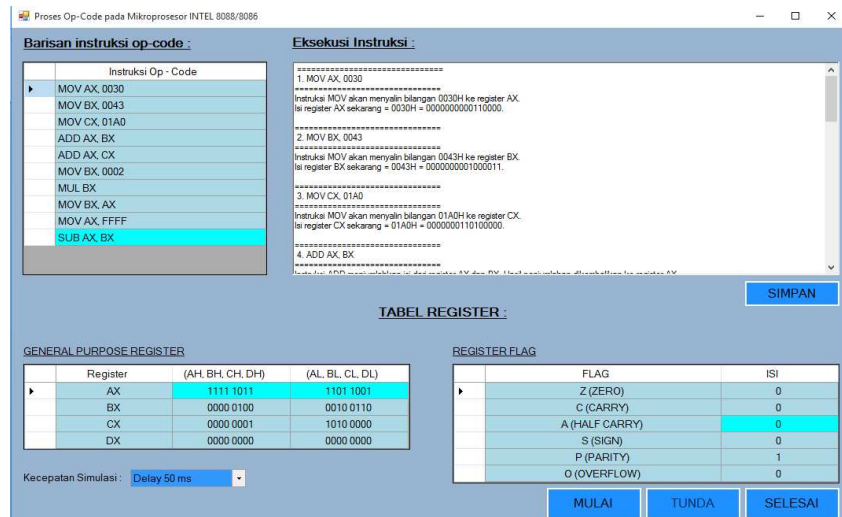 Proses Op-Code pada Mikroprosesor INTEL 8088/8086
Barisan instruksi op-code :
Instruksi Op - Code
MOV AX, 0030
MOV BX, 0043
MOV CX, 01A0
ADD AX, BX
ADD AX, CX
MOV BX, 0002
MUL BX
MOV BX, AX
MOV AX, FFFF
SUB AX, BX
Eksekusi Instruksi :
===============================
1. MOV AX, 0030
===============================
Instruksi MOV akan menyalin bilangan 0030H ke register AX.
Isi register AX sekarang = 0030H = 0000000000110000.
===============================
2. MOV BX, 0043
===============================
Instruksi MOV akan menyalin bilangan 0043H ke register BX.
Isi register BX sekarang = 0043H = 0000000001000011.
===============================
3. MOV CX, 01A0
===============================
Instruksi MOV akan menyalin bilangan 01A0H ke register CX.
Isi register CX sekarang = 01A0H = 0000000110100000.
===============================
4. ADD AX, BX
===============================
SIMPAN
TABEL REGISTER :
GENERAL PURPOSE REGISTER
Register (AH, BH, CH, DH) (AL, BL, CL, DL)
AX 1111 1011 1101 1001
BX 0000 0100 0010 0110
CX 0000 0001 1010 0000
DX 0000 0000 0000 0000
Kecepatan Simulasi : Delay 50 ms
REGISTER FLAG
FLAG ISI
Z (ZERO) 0
C (CARRY) 0
A (HALF CARRY) 0
S (SIGN) 0
P (PARITY) 1
O (OVERFLOW) 0
MULAI TUNDA SELESAI